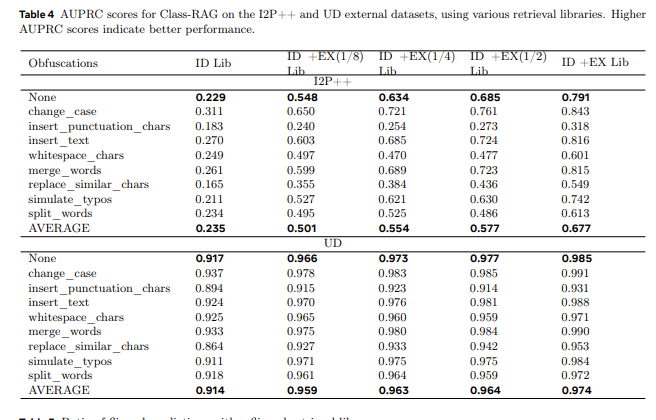 Table 4 AUPRC scores for Class-RAG on the I2P++ and UD external datasets, using various retrieval libraries. Higher
AUPRC scores indicate better performance.
Obfuscations ID Lib ID +EX(1/8) Lib ID +EX(1/4) Lib ID +EX(1/2) Lib ID +EX Lib
I2P++
None 0.229 0.548 0.634 0.685 0.791
change_case 0.311 0.650 0.721 0.761 0.843
insert_punctuation_chars 0.183 0.240 0.254 0.273 0.318
insert_text 0.270 0.603 0.685 0.724 0.816
whitespace_chars 0.249 0.497 0.470 0.477 0.601
merge_words 0.261 0.599 0.689 0.723 0.815
replace_similar_chars 0.165 0.355 0.384 0.436 0.549
simulate_typos 0.211 0.527 0.621 0.630 0.742
split_words 0.234 0.495 0.525 0.486 0.613
AVERAGE 0.235 0.501 0.554 0.577 0.677
UD
None 0.917 0.966 0.973 0.977 0.985
change_case 0.937 0.978 0.983 0.985 0.991
insert_punctuation_chars 0.894 0.915 0.923 0.914 0.931
insert_text 0.924 0.970 0.976 0.981 0.988
whitespace_chars 0.925 0.965 0.960 0.959 0.971
merge_words 0.933 0.975 0.980 0.984 0.990
replace_similar_chars 0.864 0.927 0.933 0.942 0.953
simulate_typos 0.911 0.971 0.975 0.975 0.984
split_words 0.918 0.961 0.964 0.959 0.972
AVERAGE 0.914 0.959 0.963 0.964 0.974